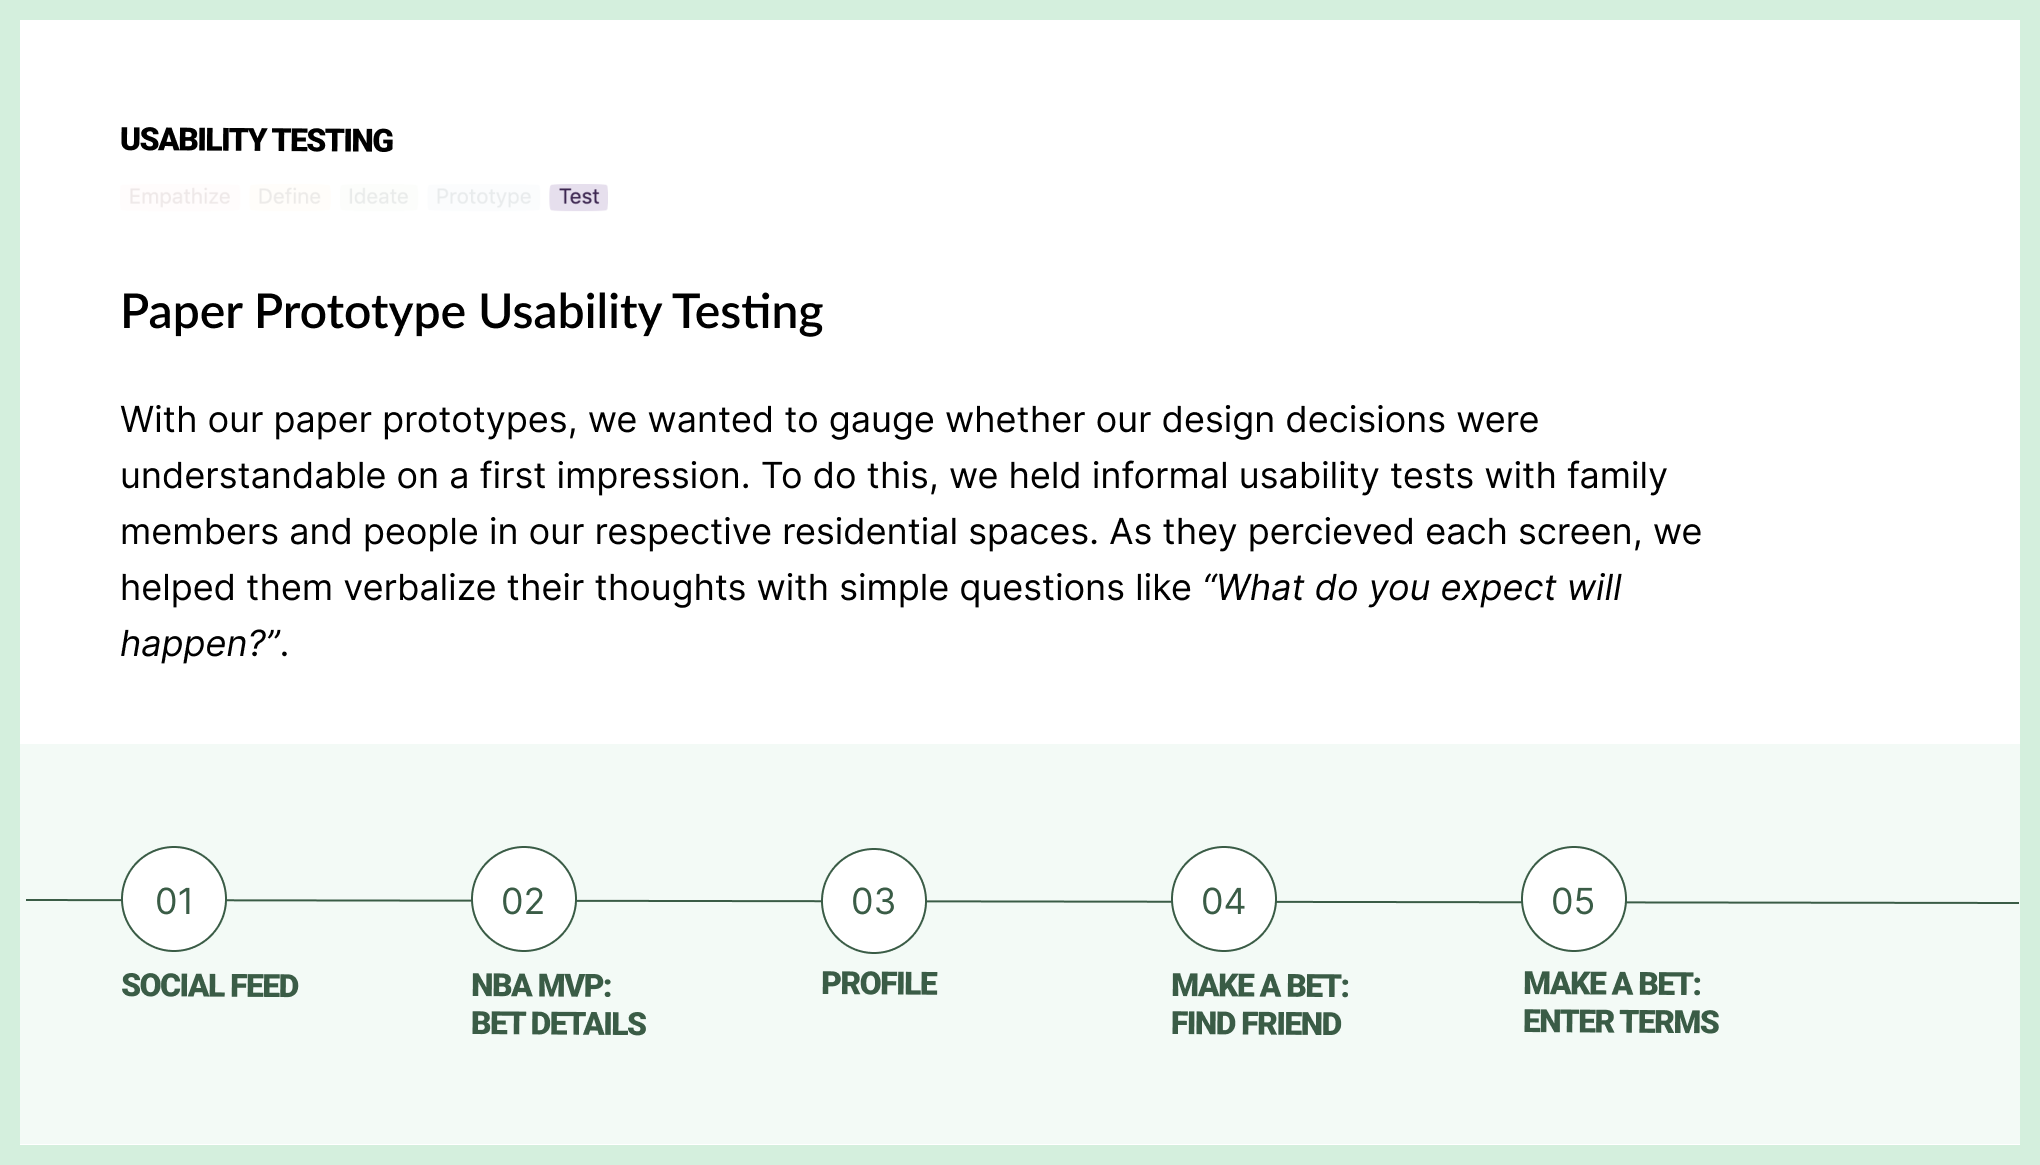 USABILITY TESTING
Empathize Define Ideate Prototype Test
Paper Prototype Usability Testing
With our paper prototypes, we wanted to gauge whether our design decisions were
understandable on a first impression. To do this, we held informal usability tests with family
members and people in our respective residential spaces. As they percieved each screen, we
helped them verbalize their thoughts with simple questions like “What do you expect will
happen?”.
01 02 03 04 05
SOCIAL FEED
NBA MVP:
BET DETAILS
PROFILE
MAKE A BET:
FIND FRIEND
MAKE A BET:
ENTER TERMS